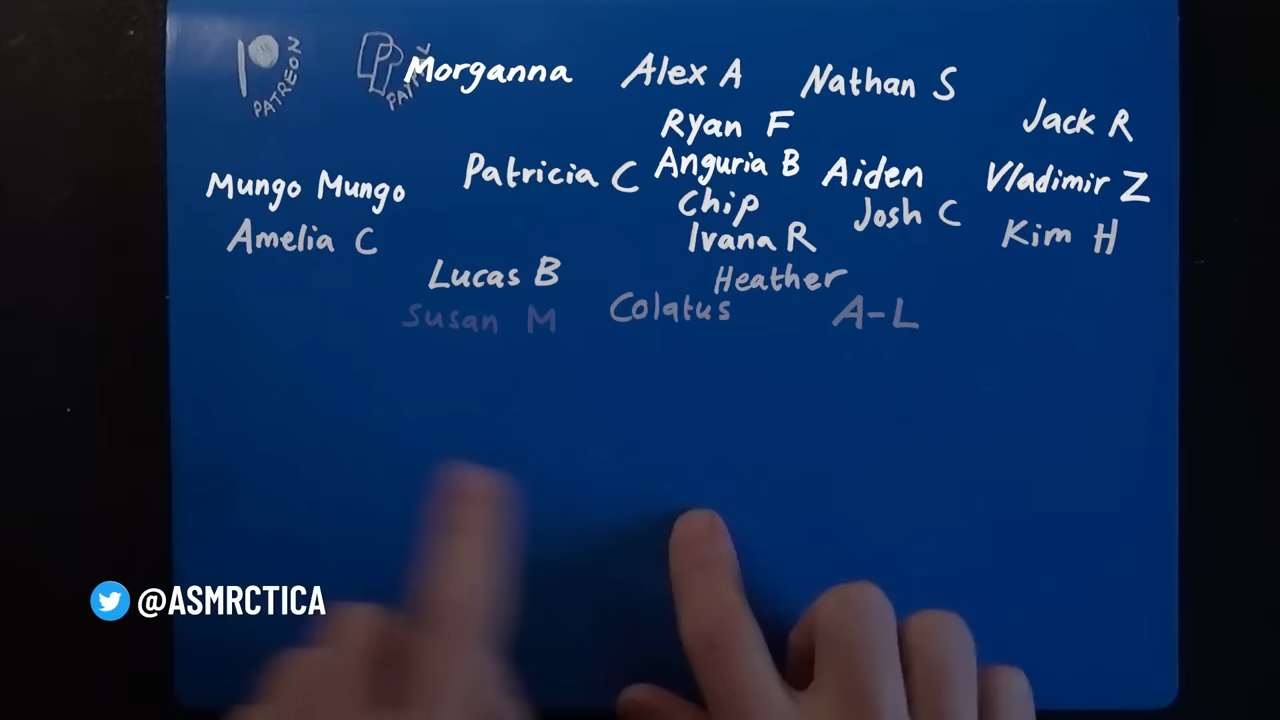 PATREON
PAYPAL
Morganna Alex A Nathan S
Ryan F Jack R
Mungo Mungo Patricia C Anguria B Aiden Vladimir Z
Chip Josh C
Amelia C Ivana R Kim H
Lucas B Heather
Susan M Colatus A-L
@ASMRCTICA